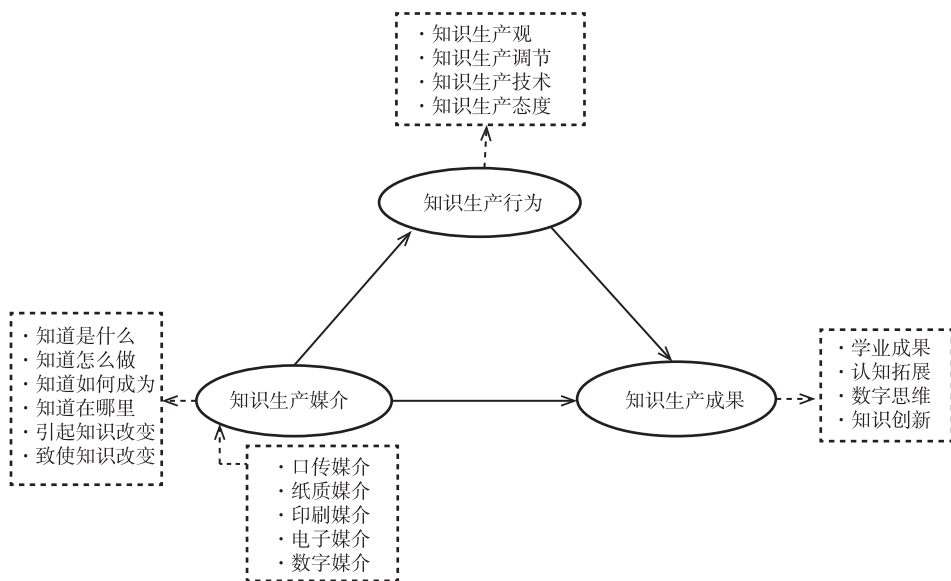 · 知识生产观
· 知识生产调节
· 知识生产技术
· 知识生产态度
知识生产行为
· 知道是什么
· 知道怎么做
· 知道如何成为
· 知道在哪里
· 引起知识改变
· 致使知识改变
知识生产媒介
知识生产成果
· 学业成果
· 认知拓展
· 数字思维
· 知识创新
· 口传媒介
· 纸质媒介
· 印刷媒介
· 电子媒介
· 数字媒介